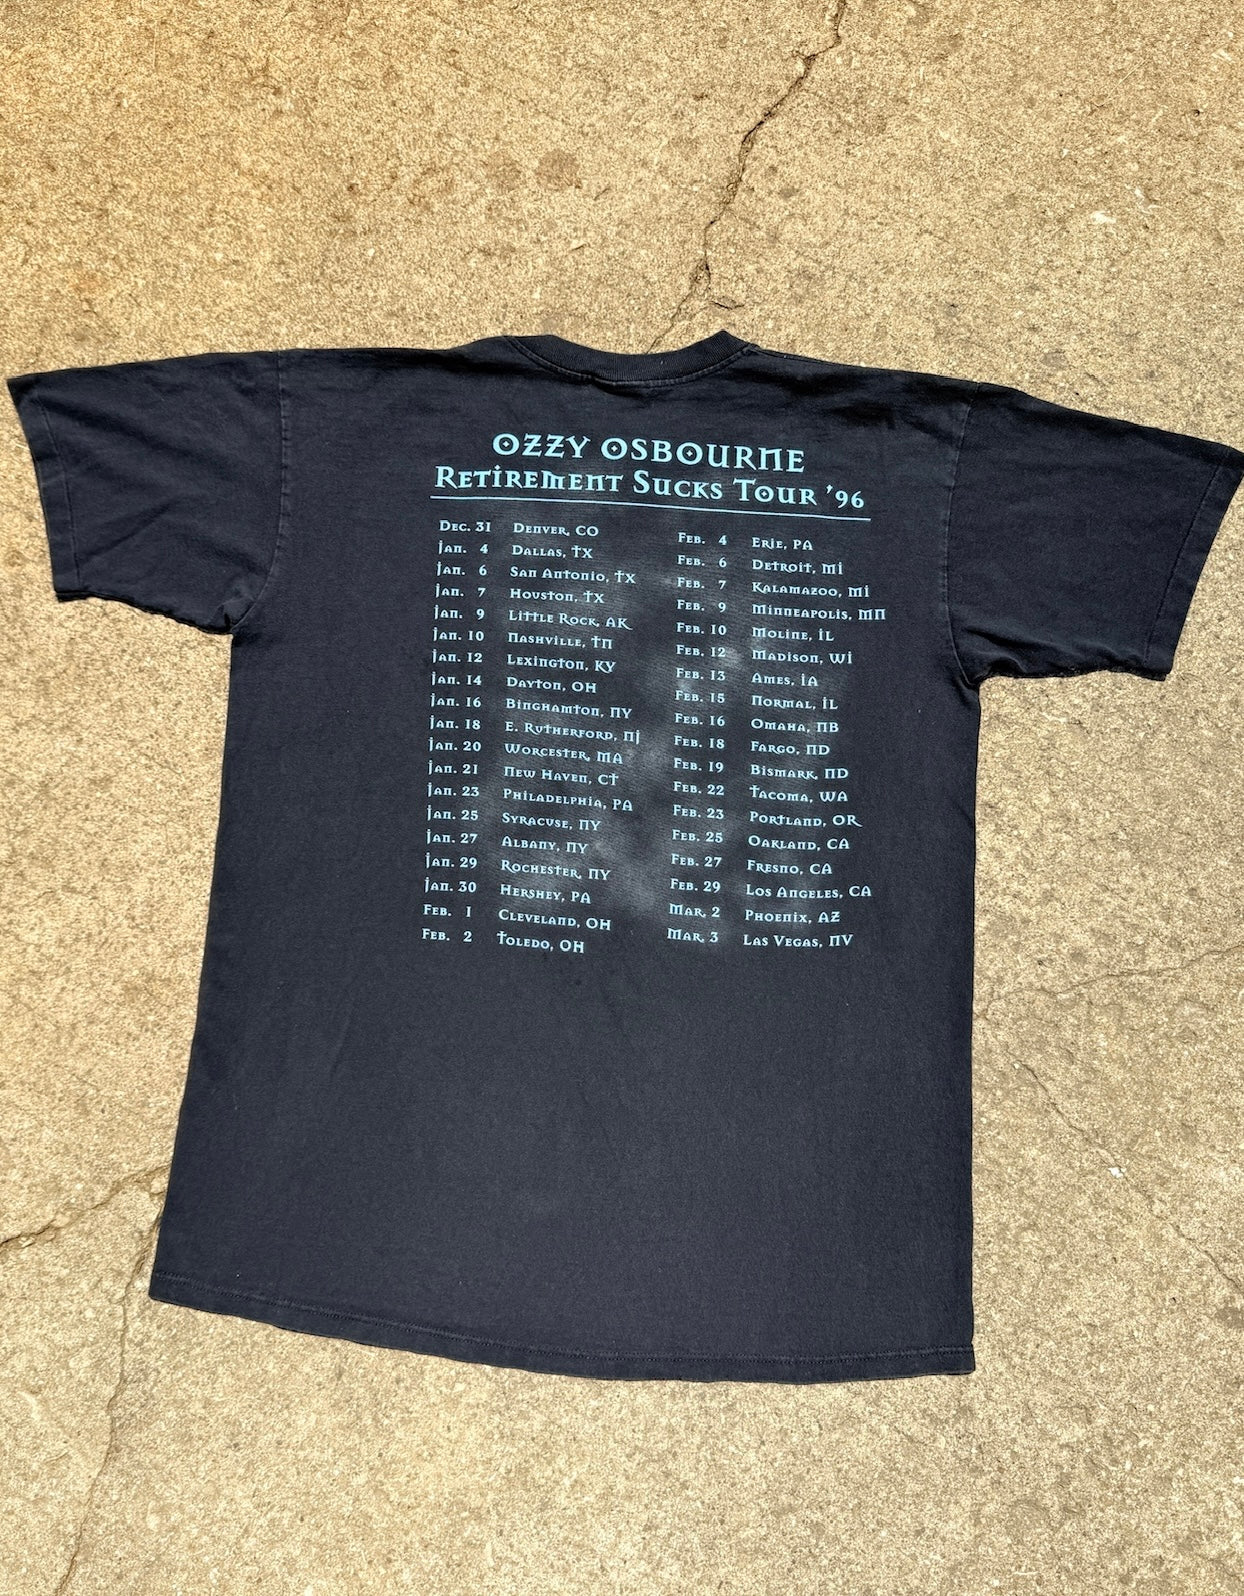 OZZY OSBOURNE
RETIREMENT SUCKS TOUR '96
DEC. 31 DENVER, CO
JAN. 4 DALLAS, TX
JAN. 6 SAN ANTONIO, TX
JAN. 7 HOUSTON, TX
JAN. 9 LITTLE ROCK, AK
JAN. 10 NASHVILLE, TN
JAN. 12 LEXINGTON, KY
JAN. 14 DAYTON, OH
JAN. 16 BINGHAMTON, NY
JAN. 18 E. RUTHERFORD, NJ
JAN. 20 WORCESTER, MA
JAN. 21 NEW HAVEN, CT
JAN. 23 PHILADELPHIA, PA
JAN. 25 SYRACUSE, NY
JAN. 27 ALBANY, NY
JAN. 29 ROCHESTER, NY
JAN. 30 HERSHEY, PA
FEB. 1 CLEVELAND, OH
FEB. 2 TOLEDO, OH
FEB. 4 ERIE, PA
FEB. 6 DETROIT, MI
FEB. 7 KALAMAZOO, MI
FEB. 9 MINNEAPOLIS, MN
FEB. 10 MOLINE, IL
FEB. 12 MADISON, WI
FEB. 13 AMES, IA
FEB. 15 NORMAL, IL
FEB. 16 OMAHA, NB
FEB. 18 FARGO, ND
FEB. 19 BISMARK, ND
FEB. 22 TACOMA, WA
FEB. 23 PORTLAND, OR
FEB. 25 OAKLAND, CA
FEB. 27 FRESNO, CA
FEB. 29 LOS ANGELES, CA
MAR. 2 PHOENIX, AZ
MAR. 3 LAS VEGAS, NV